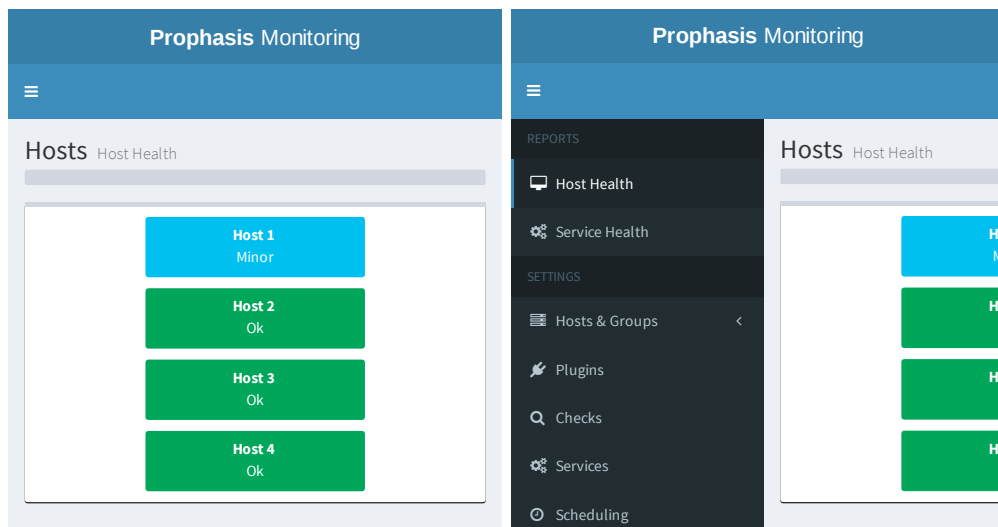 Prophasis Monitoring
Hosts Host Health
Host 1
Minor
Host 2
Ok
Host 3
Ok
Host 4
Ok
Prophasis Monitoring
REPORTS
Host Health
Service Health
SETTINGS
Hosts & Groups
Plugins
Checks
Services
Scheduling
Hosts Host Health
H
M
H
H
H